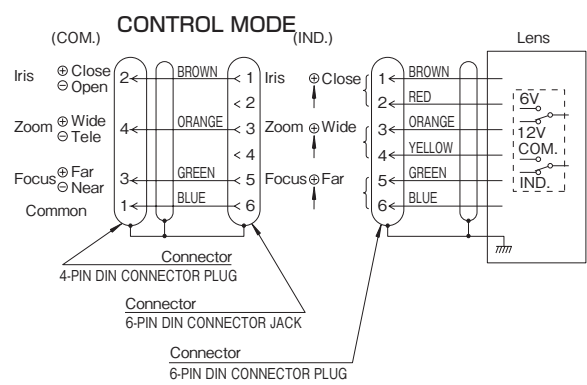 CONTROL MODE
(COM.)
(IND.)
Lens
Iris ⊕ Close
⊖ Open
2
BROWN
1
Iris
⊕ Close
1
BROWN
2
2
RED
6V
12V
COM.
IND.
Zoom ⊕ Wide
⊖ Tele
4
ORANGE
3
Zoom ⊕ Wide
3
ORANGE
4
4
YELLOW
Focus ⊕ Far
⊖ Near
3
GREEN
5
Focus ⊕ Far
5
GREEN
Common
1
BLUE
6
6
BLUE
Connector
4-PIN DIN CONNECTOR PLUG
Connector
6-PIN DIN CONNECTOR JACK
Connector
6-PIN DIN CONNECTOR PLUG